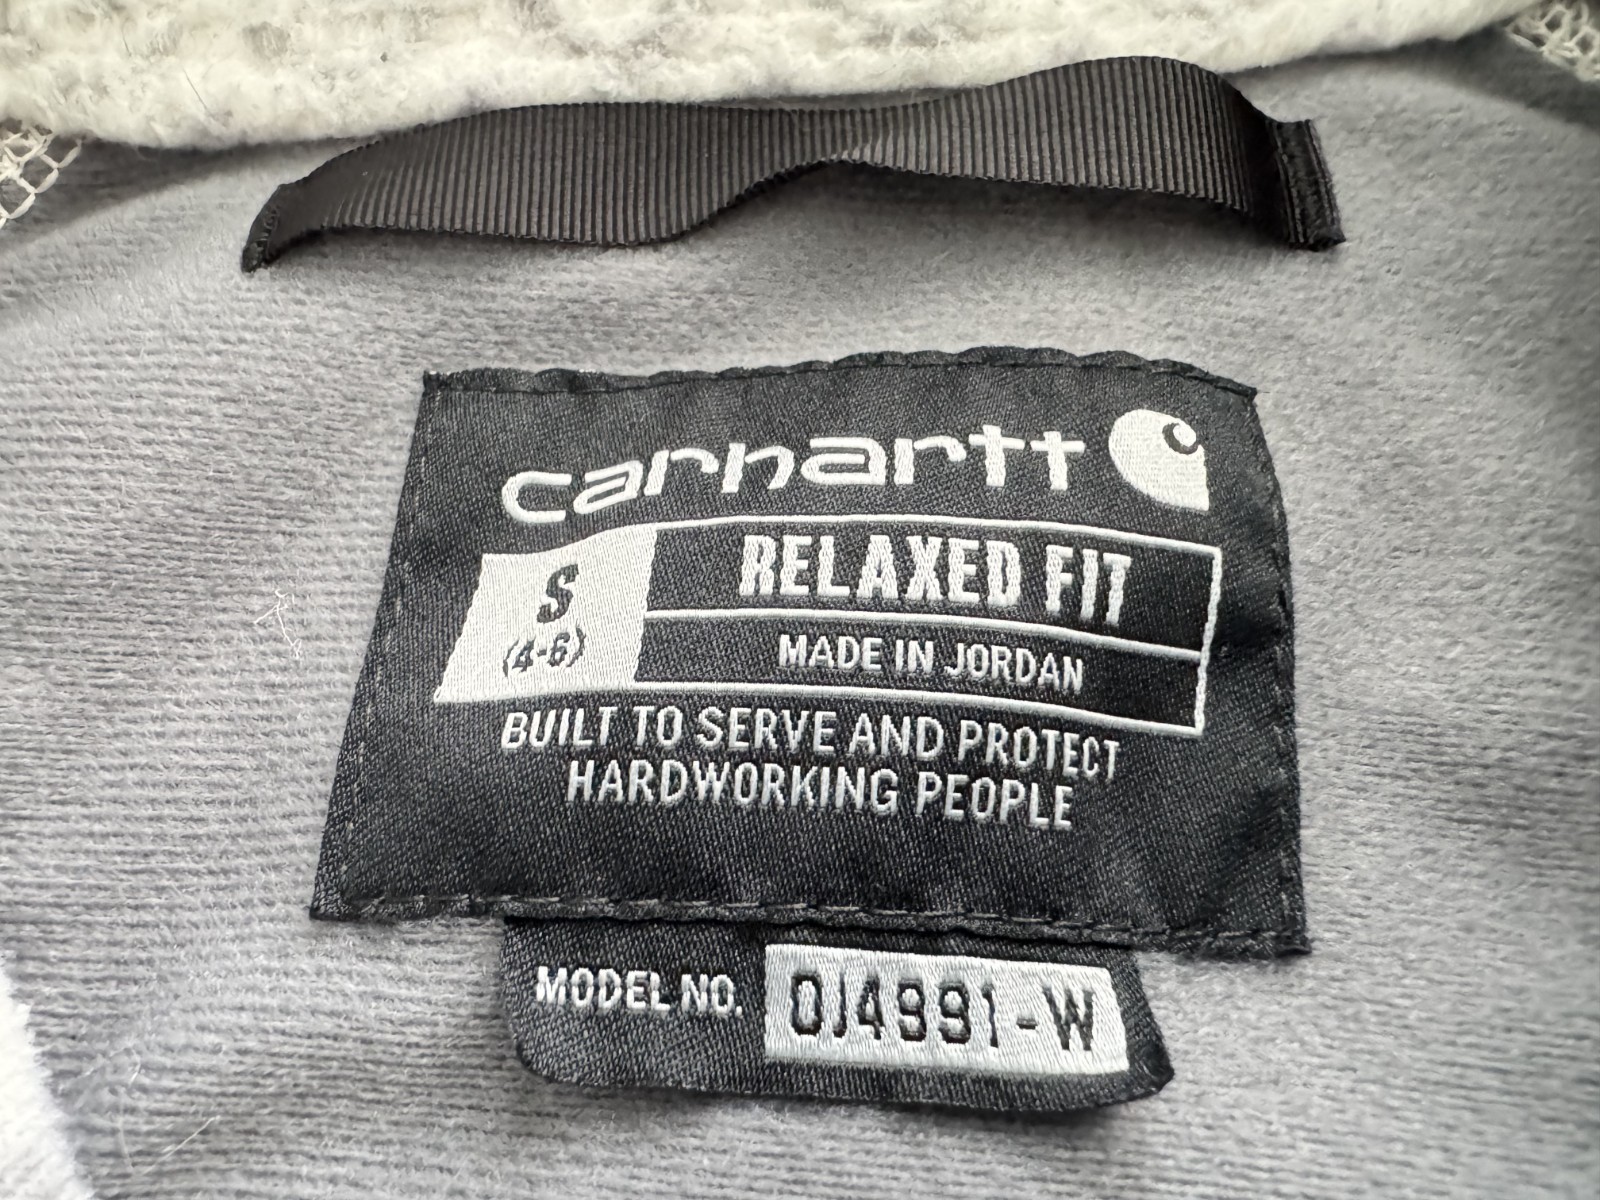 carhartt
S
(4-6)
RELAXED FIT
MADE IN JORDAN
BUILT TO SERVE AND PROTECT
HARDWORKING PEOPLE
MODEL NO. OJ4991-W